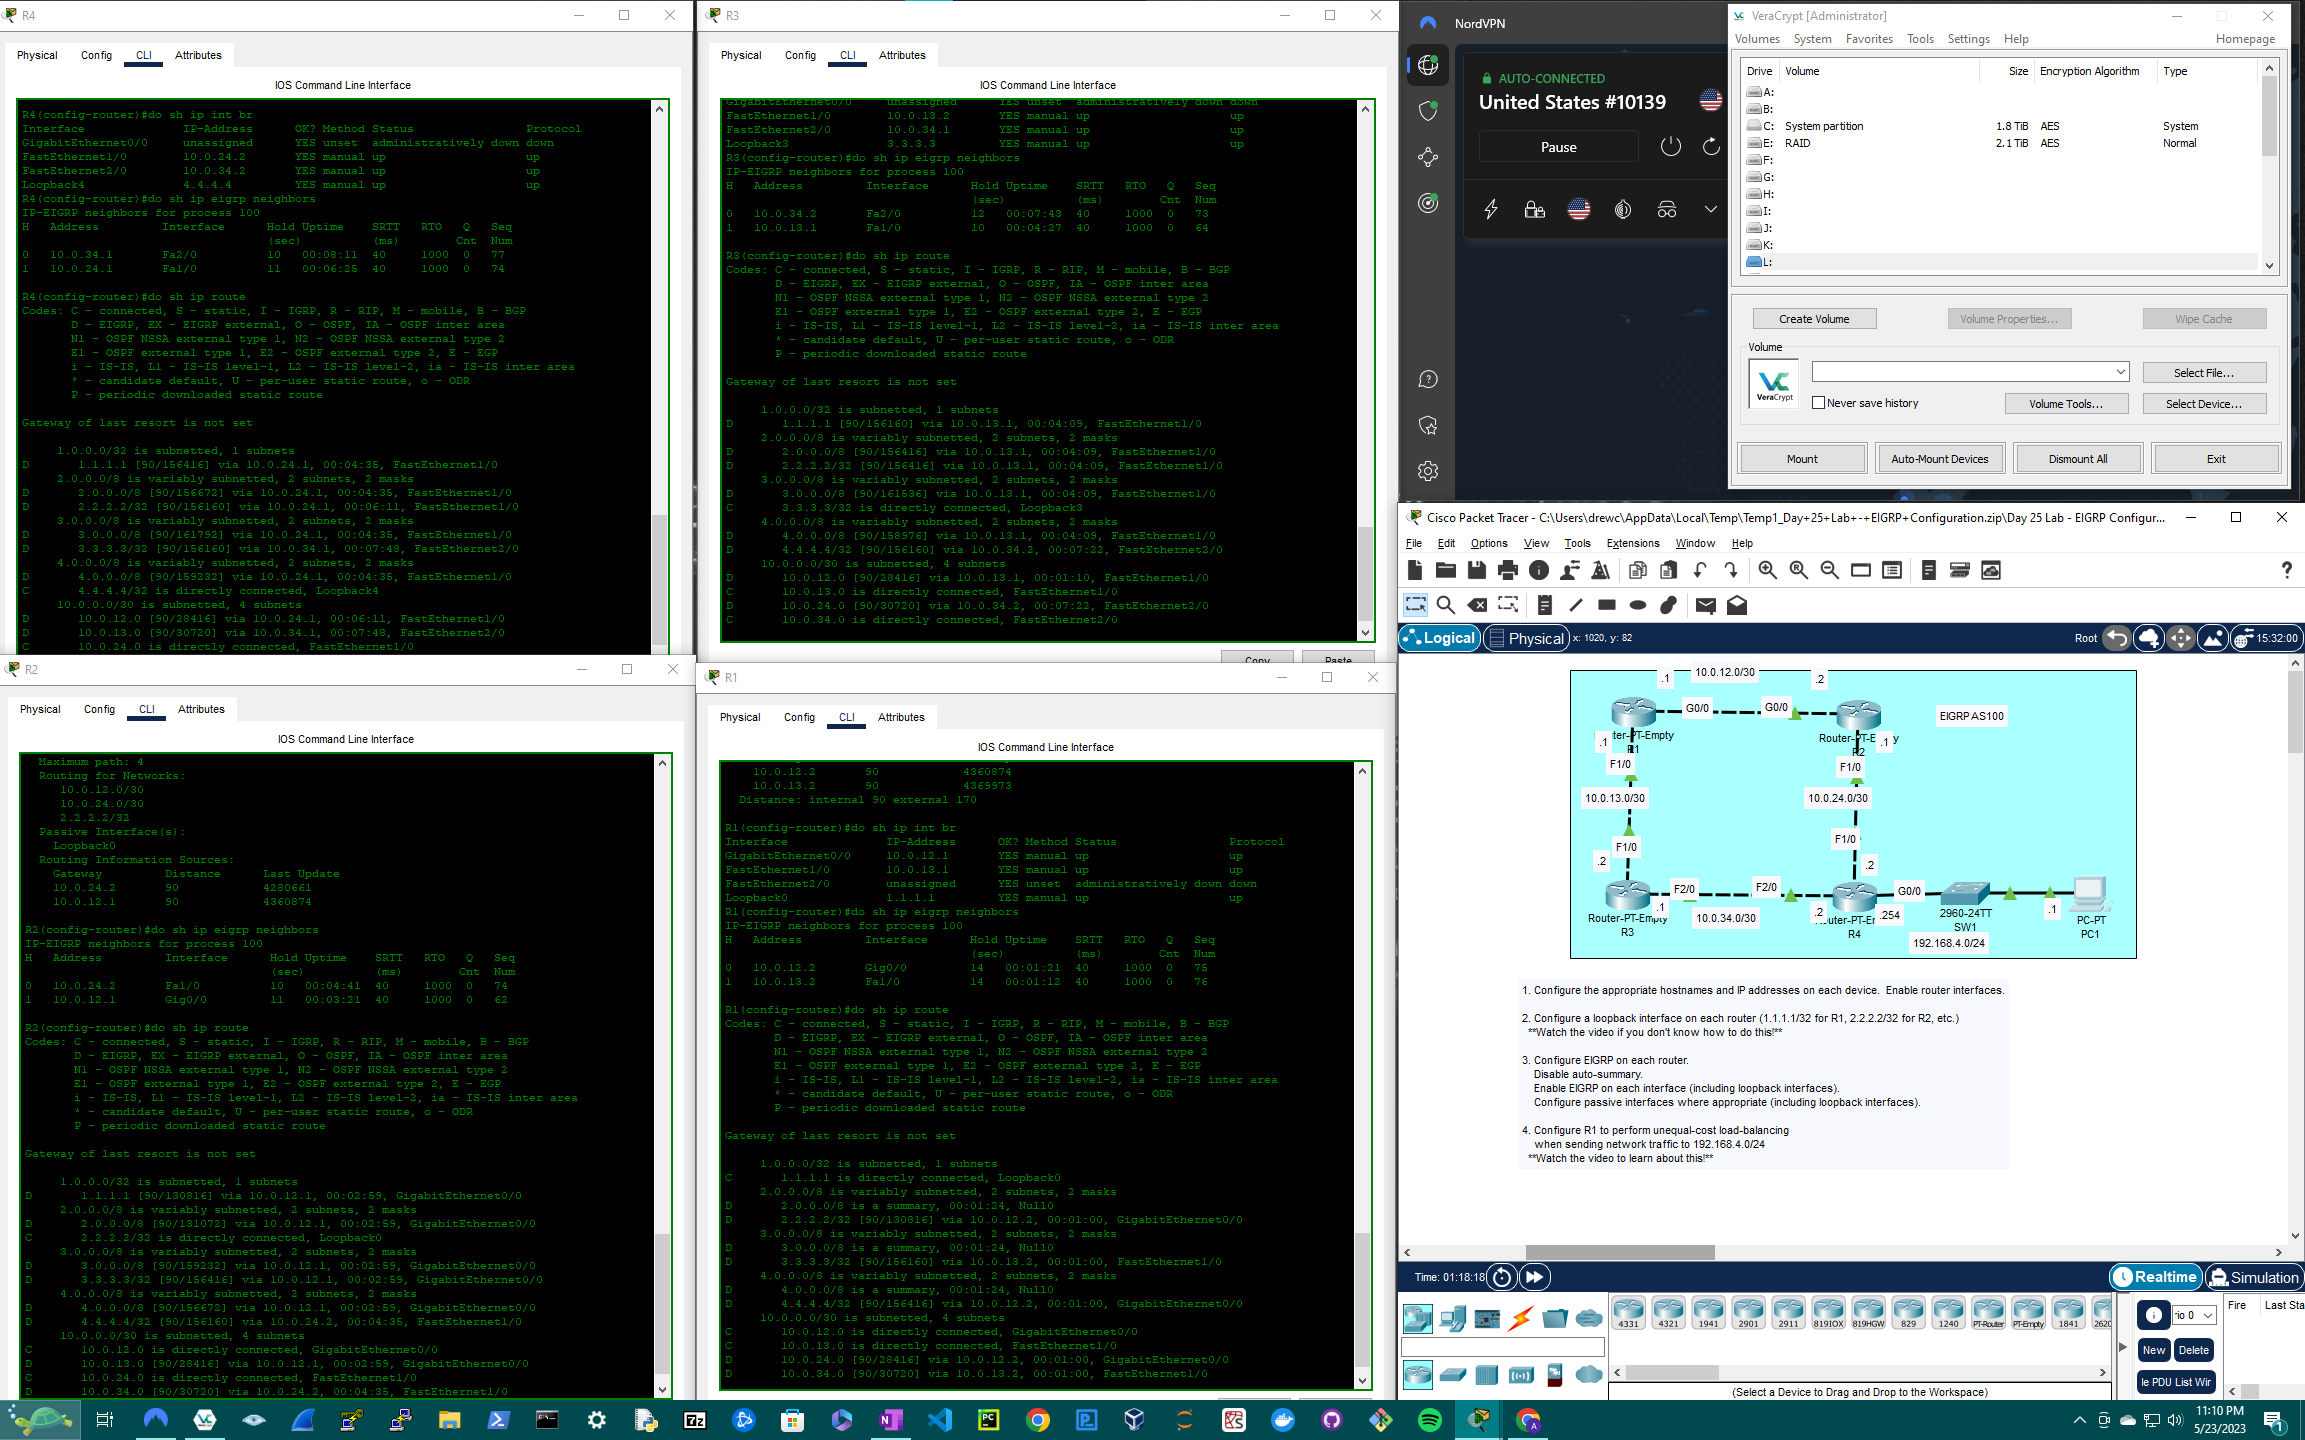 R4
Physical Config CLI Attributes
IOS Command Line Interface
R4(config-router)#do sh ip int br
Interface IP-Address OK? Method Status Protocol
GigabitEthernet0/0 unassigned YES unset administratively down down
FastEthernet1/0 10.0.24.2 YES manual up up
FastEthernet2/0 10.0.34.2 YES manual up up
Loopback4 4.4.4.4 YES manual up up
R4(config-router)#do sh ip eigrp neighbors
IP-EIGRP neighbors for process 100
H Address Interface Hold Uptime SRTT RTO Q Seq
(sec) (ms) Cnt Num
0 10.0.34.1 Fa2/0 10 00:08:11 40 1000 0 77
1 10.0.24.1 Fa1/0 11 00:06:25 40 1000 0 74
R4(config-router)#do sh ip route
Codes: C - connected, S - static, I - IGRP, R - RIP, M - mobile, B - BGP
D - EIGRP, EX - EIGRP external, O - OSPF, IA - OSPF inter area
N1 - OSPF NSSA external type 1, N2 - OSPF NSSA external type 2
E1 - OSPF external type 1, E2 - OSPF external type 2, E - EGP
i - IS-IS, L1 - IS-IS level-1, L2 - IS-IS level-2, ia - IS-IS inter area
* - candidate default, U - per-user static route, o - ODR
P - periodic downloaded static route
Gateway of last resort is not set
1.0.0.0/32 is subnetted, 1 subnets
D 1.1.1.1 [90/156416] via 10.0.24.1, 00:04:35, FastEthernet1/0
2.0.0.0/8 is variably subnetted, 2 subnets, 2 masks
D 2.0.0.0/8 [90/156672] via 10.0.24.1, 00:04:35, FastEthernet1/0
D 2.2.2.2/32 [90/156160] via 10.0.24.1, 00:06:11, FastEthernet1/0
3.0.0.0/8 is variably subnetted, 2 subnets, 2 masks
D 3.0.0.0/8 [90/161792] via 10.0.24.1, 00:04:35, FastEthernet1/0
D 3.3.3.3/32 [90/156160] via 10.0.34.1, 00:07:48, FastEthernet2/0
4.0.0.0/8 is variably subnetted, 2 subnets, 2 masks
D 4.0.0.0/8 [90/159232] via 10.0.24.1, 00:04:35, FastEthernet1/0
C 4.4.4.4/32 is directly connected, Loopback4
10.0.0.0/30 is subnetted, 4 subnets
D 10.0.12.0 [90/28416] via 10.0.24.1, 00:06:11, FastEthernet1/0
D 10.0.13.0 [90/30720] via 10.0.34.1, 00:07:48, FastEthernet2/0
C 10.0.24.0 is directly connected, FastEthernet1/0
R3
Physical Config CLI Attributes
IOS Command Line Interface
GigabitEthernet0/0 unassigned YES unset administratively down down
FastEthernet1/0 10.0.13.2 YES manual up up
FastEthernet2/0 10.0.34.1 YES manual up up
Loopback3 3.3.3.3 YES manual up up
R3(config-router)#do sh ip eigrp neighbors
IP-EIGRP neighbors for process 100
H Address Interface Hold Uptime SRTT RTO Q Seq
(sec) (ms) Cnt Num
0 10.0.34.2 Fa2/0 12 00:07:43 40 1000 0 73
1 10.0.13.1 Fa1/0 10 00:04:27 40 1000 0 64
R3(config-router)#do sh ip route
Codes: C - connected, S - static, I - IGRP, R - RIP, M - mobile, B - BGP
D - EIGRP, EX - EIGRP external, O - OSPF, IA - OSPF inter area
N1 - OSPF NSSA external type 1, N2 - OSPF NSSA external type 2
E1 - OSPF external type 1, E2 - OSPF external type 2, E - EGP
i - IS-IS, L1 - IS-IS level-1, L2 - IS-IS level-2, ia - IS-IS inter area
* - candidate default, U - per-user static route, o - ODR
P - periodic downloaded static route
Gateway of last resort is not set
1.0.0.0/32 is subnetted, 1 subnets
D 1.1.1.1 [90/156160] via 10.0.13.1, 00:04:09, FastEthernet1/0
2.0.0.0/8 is variably subnetted, 2 subnets, 2 masks
D 2.0.0.0/8 [90/156416] via 10.0.13.1, 00:04:09, FastEthernet1/0
D 2.2.2.2/32 [90/156416] via 10.0.13.1, 00:04:09, FastEthernet1/0
3.0.0.0/8 is variably subnetted, 2 subnets, 2 masks
D 3.0.0.0/8 [90/161536] via 10.0.13.1, 00:04:09, FastEthernet1/0
C 3.3.3.3/32 is directly connected, Loopback3
4.0.0.0/8 is variably subnetted, 2 subnets, 2 masks
D 4.0.0.0/8 [90/158976] via 10.0.13.1, 00:04:09, FastEthernet1/0
D 4.4.4.4/32 [90/156160] via 10.0.34.2, 00:07:22, FastEthernet2/0
10.0.0.0/30 is subnetted, 4 subnets
D 10.0.12.0 [90/28416] via 10.0.13.1, 00:01:10, FastEthernet1/0
C 10.0.13.0 is directly connected, FastEthernet1/0
D 10.0.24.0 [90/30720] via 10.0.34.2, 00:07:22, FastEthernet2/0
C 10.0.34.0 is directly connected, FastEthernet2/0
Copy Paste
R2
Physical Config CLI Attributes
IOS Command Line Interface
Maximum path: 4
Routing for Networks:
10.0.12.0/30
10.0.24.0/30
2.2.2.2/32
Passive Interface(s):
Loopback0
Routing Information Sources:
Gateway Distance Last Update
10.0.24.2 90 4280661
10.0.12.1 90 4360874
R2(config-router)#do sh ip eigrp neighbors
IP-EIGRP neighbors for process 100
H Address Interface Hold Uptime SRTT RTO Q Seq
(sec) (ms) Cnt Num
0 10.0.24.2 Fa1/0 10 00:04:41 40 1000 0 74
1 10.0.12.1 Gig0/0 11 00:03:21 40 1000 0 62
R2(config-router)#do sh ip route
Codes: C - connected, S - static, I - IGRP, R - RIP, M - mobile, B - BGP
D - EIGRP, EX - EIGRP external, O - OSPF, IA - OSPF inter area
N1 - OSPF NSSA external type 1, N2 - OSPF NSSA external type 2
E1 - OSPF external type 1, E2 - OSPF external type 2, E - EGP
i - IS-IS, L1 - IS-IS level-1, L2 - IS-IS level-2, ia - IS-IS inter area
* - candidate default, U - per-user static route, o - ODR
P - periodic downloaded static route
Gateway of last resort is not set
1.0.0.0/32 is subnetted, 1 subnets
D 1.1.1.1 [90/130816] via 10.0.12.1, 00:02:59, GigabitEthernet0/0
2.0.0.0/8 is variably subnetted, 2 subnets, 2 masks
D 2.0.0.0/8 [90/131072] via 10.0.12.1, 00:02:59, GigabitEthernet0/0
C 2.2.2.2/32 is directly connected, Loopback0
3.0.0.0/8 is variably subnetted, 2 subnets, 2 masks
D 3.0.0.0/8 [90/159232] via 10.0.12.1, 00:02:59, GigabitEthernet0/0
D 3.3.3.3/32 [90/156416] via 10.0.12.1, 00:02:59, GigabitEthernet0/0
4.0.0.0/8 is variably subnetted, 2 subnets, 2 masks
D 4.0.0.0/8 [90/156672] via 10.0.12.1, 00:02:59, GigabitEthernet0/0
D 4.4.4.4/32 [90/156160] via 10.0.24.2, 00:04:35, FastEthernet1/0
10.0.0.0/30 is subnetted, 4 subnets
C 10.0.12.0 is directly connected, GigabitEthernet0/0
D 10.0.13.0 [90/28416] via 10.0.12.1, 00:02:59, GigabitEthernet0/0
C 10.0.24.0 is directly connected, FastEthernet1/0
D 10.0.34.0 [90/30720] via 10.0.24.2, 00:04:35, FastEthernet1/0
R1
Physical Config CLI Attributes
IOS Command Line Interface
10.0.12.2 90 4360874
10.0.13.2 90 4369973
Distance: internal 90 external 170
R1(config-router)#do sh ip int br
Interface IP-Address OK? Method Status Protocol
GigabitEthernet0/0 10.0.12.1 YES manual up up
FastEthernet1/0 10.0.13.1 YES manual up up
FastEthernet2/0 unassigned YES unset administratively down down
Loopback0 1.1.1.1 YES manual up up
R1(config-router)#do sh ip eigrp neighbors
IP-EIGRP neighbors for process 100
H Address Interface Hold Uptime SRTT RTO Q Seq
(sec) (ms) Cnt Num
0 10.0.12.2 Gig0/0 14 00:01:21 40 1000 0 75
1 10.0.13.2 Fa1/0 14 00:01:12 40 1000 0 76
R1(config-router)#do sh ip route
Codes: C - connected, S - static, I - IGRP, R - RIP, M - mobile, B - BGP
D - EIGRP, EX - EIGRP external, O - OSPF, IA - OSPF inter area
N1 - OSPF NSSA external type 1, N2 - OSPF NSSA external type 2
E1 - OSPF external type 1, E2 - OSPF external type 2, E - EGP
i - IS-IS, L1 - IS-IS level-1, L2 - IS-IS level-2, ia - IS-IS inter area
* - candidate default, U - per-user static route, o - ODR
P - periodic downloaded static route
Gateway of last resort is not set
1.0.0.0/32 is subnetted, 1 subnets
C 1.1.1.1 is directly connected, Loopback0
2.0.0.0/8 is variably subnetted, 2 subnets, 2 masks
D 2.0.0.0/8 is a summary, 00:01:24, Null0
D 2.2.2.2/32 [90/130816] via 10.0.12.2, 00:01:00, GigabitEthernet0/0
3.0.0.0/8 is variably subnetted, 2 subnets, 2 masks
D 3.0.0.0/8 is a summary, 00:01:24, Null0
D 3.3.3.3/32 [90/156160] via 10.0.13.2, 00:01:00, FastEthernet1/0
4.0.0.0/8 is variably subnetted, 2 subnets, 2 masks
D 4.0.0.0/8 is a summary, 00:01:24, Null0
D 4.4.4.4/32 [90/156416] via 10.0.12.2, 00:01:00, GigabitEthernet0/0
10.0.0.0/30 is subnetted, 4 subnets
C 10.0.12.0 is directly connected, GigabitEthernet0/0
C 10.0.13.0 is directly connected, FastEthernet1/0
D 10.0.24.0 [90/28416] via 10.0.12.2, 00:01:00, GigabitEthernet0/0
D 10.0.34.0 [90/30720] via 10.0.13.2, 00:01:00, FastEthernet1/0
NordVPN
AUTO-CONNECTED
United States #10139
Pause
VeraCrypt [Administrator]
Volumes System Favorites Tools Settings Help Homepage
Drive Volume Size Encryption Algorithm Type
A:
B:
C: System partition 1.8 TiB AES System
E: RAID 2.1 TiB AES Normal
F:
G:
H:
I:
J:
K:
L:
Create Volume Volume Properties... Wipe Cache
Volume
VeraCrypt
Select File...
Never save history Volume Tools... Select Device...
Mount Auto-Mount Devices Dismount All Exit
Cisco Packet Tracer - C:\Users\drewc\AppData\Local\Temp\Temp1_Day+25+Lab+-+EIGRP+Configuration.zip\Day 25 Lab - EIGRP Configur...
File Edit Options View Tools Extensions Window Help
Logical Physical x: 1020, y: 82 Root 15:32:00
.1 10.0.12.0/30 .2
G0/0 G0/0 EIGRP AS100
ter-PT-Empty
R1
Router-PT-E pty
R2
.1 .1
F1/0 F1/0
10.0.13.0/30 10.0.24.0/30
F1/0 F1/0
.2 .2
F2/0 F2/0 G0/0
.1 10.0.34.0/30 .2 .254 .1
Router-PT-Empty
R3
uter-PT-E
R4
2960-24TT
SW1
PC-PT
PC1
192.168.4.0/24
1. Configure the appropriate hostnames and IP addresses on each device. Enable router interfaces.
2. Configure a loopback interface on each router (1.1.1.1/32 for R1, 2.2.2.2/32 for R2, etc.)
**Watch the video if you don't know how to do this!**
3. Configure EIGRP on each router.
Disable auto-summary.
Enable EIGRP on each interface (including loopback interfaces).
Configure passive interfaces where appropriate (including loopback interfaces).
4. Configure R1 to perform unequal-cost load-balancing
when sending network traffic to 192.168.4.0/24
**Watch the video to learn about this!**
Time: 01:18:18 Realtime Simulation
4331 4321 1941 2901 2911 819IOX 819HGW 829 1240 PT-Router PT-Empty 1841 2620
rio 0 Fire Last Sta
New Delete
le PDU List Wir
(Select a Device to Drag and Drop to the Workspace)
11:10 PM
5/23/2023
1